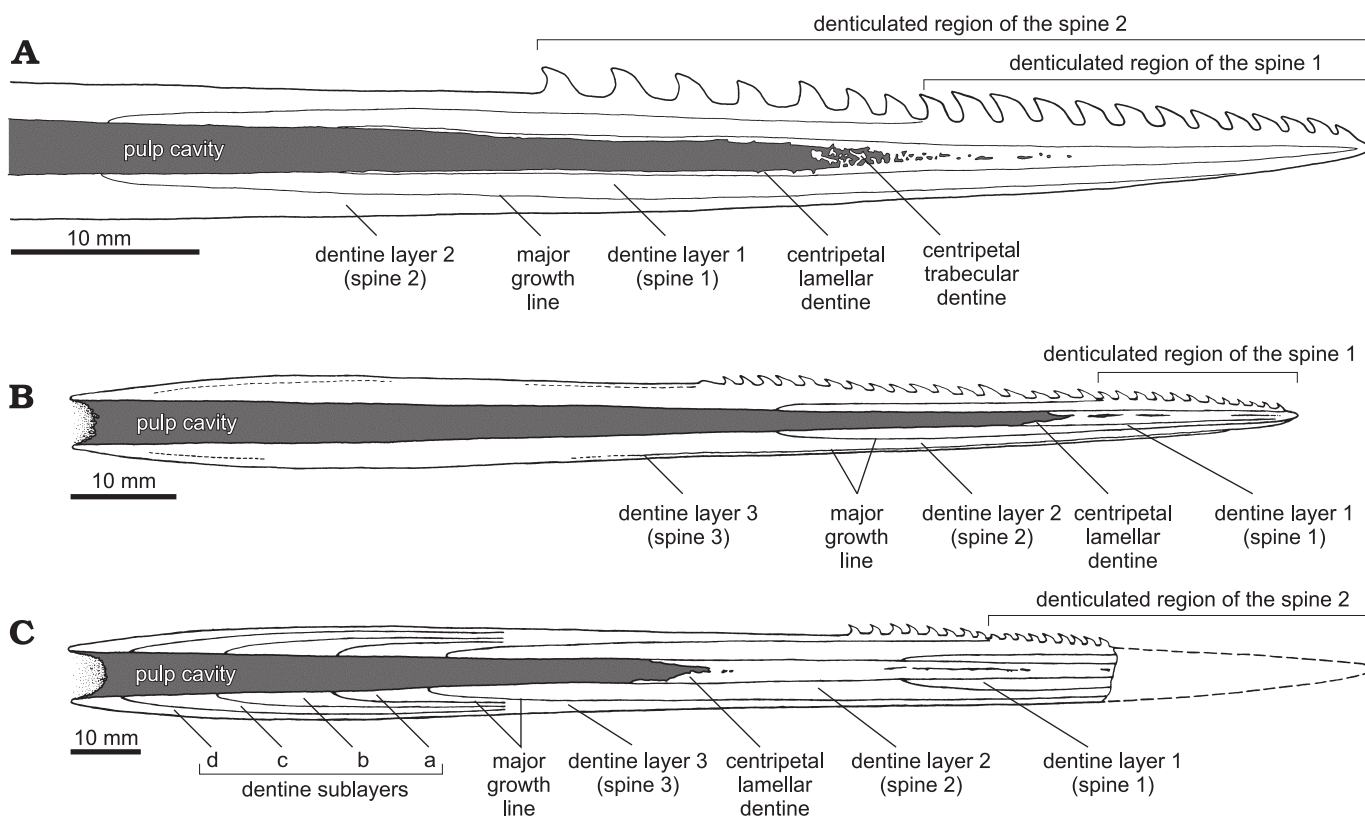 A
denticulated region of the spine 2
denticulated region of the spine 1
pulp cavity
10 mm
dentine layer 2
(spine 2)
major
growth
line
dentine layer 1
(spine 1)
centripetal
lamellar
dentine
centripetal
trabecular
dentine
B
denticulated region of the spine 1
pulp cavity
10 mm
dentine layer 3
(spine 3)
major
growth
line
dentine layer 2
(spine 2)
centripetal
lamellar
dentine
dentine layer 1
(spine 1)
C
denticulated region of the spine 2
pulp cavity
10 mm
d c b a
dentine sublayers
major
growth
line
dentine layer 3
(spine 3)
centripetal
lamellar
dentine
dentine layer 2
(spine 2)
dentine layer 1
(spine 1)